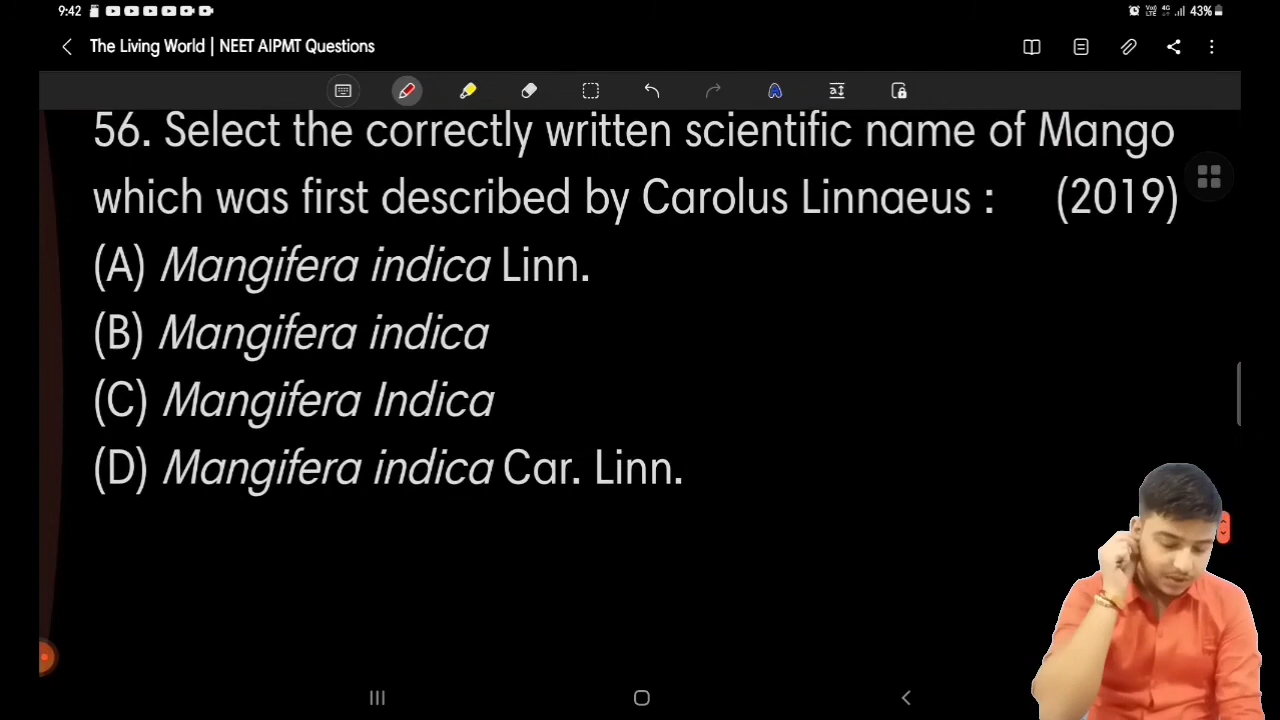 9:42 43%
The Living World | NEET AIPMT Questions
56. Select the correctly written scientific name of Mango
which was first described by Carolus Linnaeus : (2019)
(A) Mangifera indica Linn.
(B) Mangifera indica
(C) Mangifera Indica
(D) Mangifera indica Car. Linn.